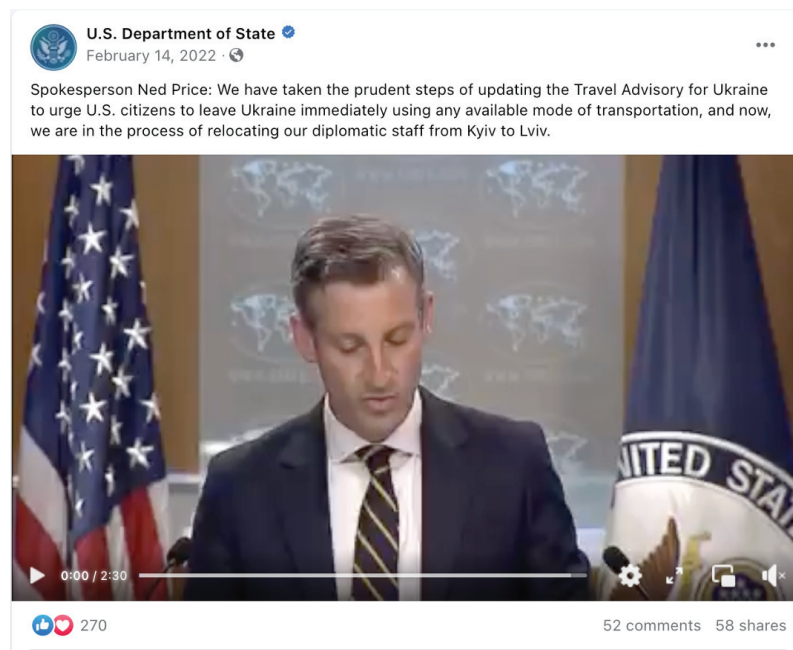 U.S. Department of State
February 14, 2022 ·
Spokesperson Ned Price: We have taken the prudent steps of updating the Travel Advisory for Ukraine
to urge U.S. citizens to leave Ukraine immediately using any available mode of transportation, and now,
we are in the process of relocating our diplomatic staff from Kyiv to Lviv.
UNITED STAT
0:00 / 2:30
270
52 comments 58 shares